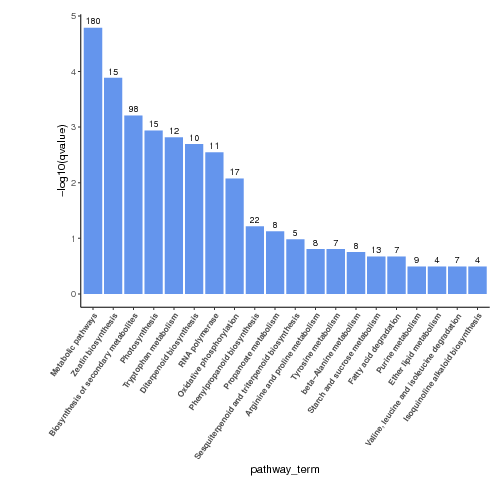 5
4
3
2
1
0
−log10(qvalue)
180
15
98
15
12
10
11
17
22
8
5
8
7
8
13
7
9
4
7
4
Metabolic pathways
Zeatin biosynthesis
Biosynthesis of secondary metabolites
Photosynthesis
Tryptophan metabolism
Diterpenoid biosynthesis
RNA polymerase
Oxidative phosphorylation
Phenylpropanoid biosynthesis
Propanoate metabolism
Sesquiterpenoid and triterpenoid biosynthesis
Arginine and proline metabolism
Tyrosine metabolism
beta−Alanine metabolism
Starch and sucrose metabolism
Fatty acid degradation
Purine metabolism
Ether lipid metabolism
Valine, leucine and isoleucine degradation
Isoquinoline alkaloid biosynthesis
pathway_term